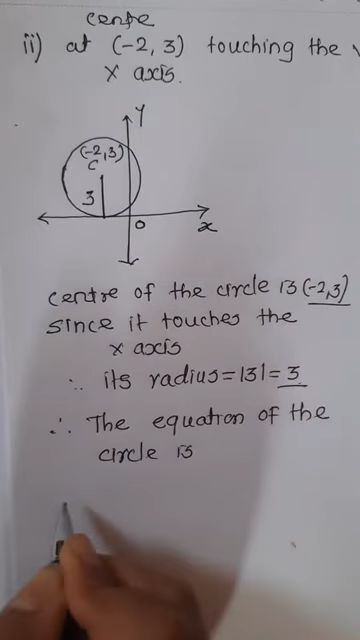 centre
ii) at (-2, 3) touching the
x axis.
Y
(-2,3)
C
3
O
x
centre of the circle is (-2,3)
since it touches the
x axis
∴ its radius = |3| = 3
∴ The equation of the
circle is